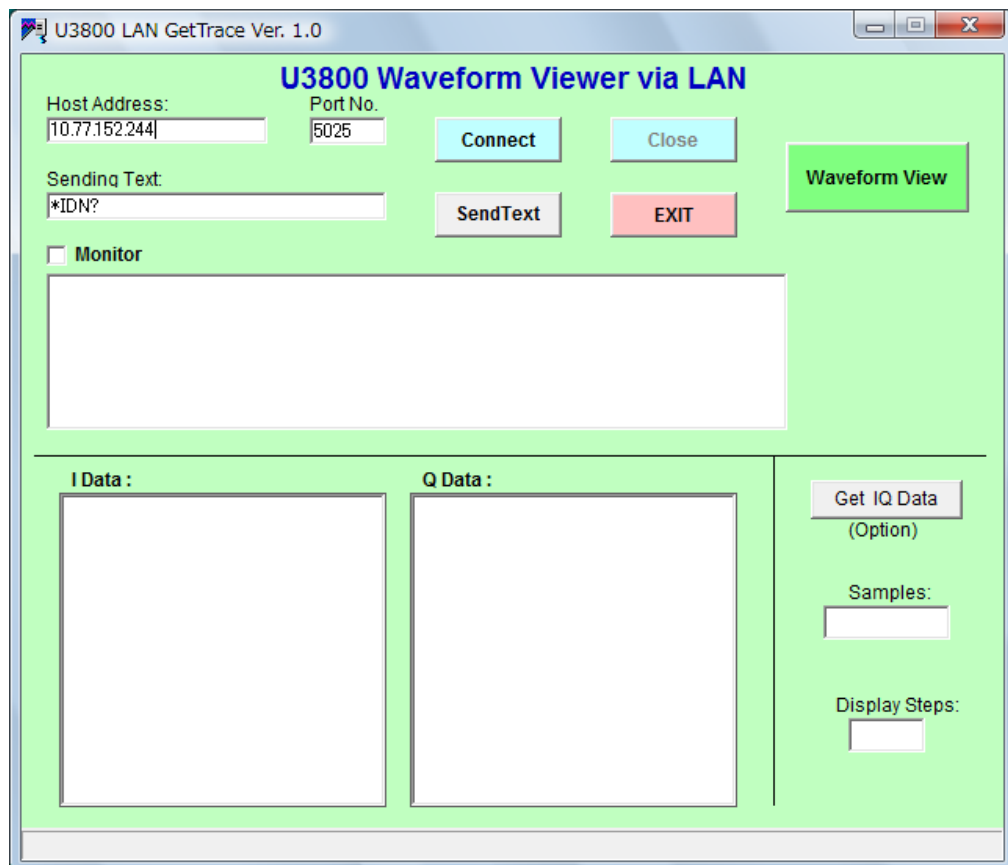 U3800 LAN GetTrace Ver. 1.0
U3800 Waveform Viewer via LAN
Host Address:
Port No.
10.77.152.244
5025
Connect
Close
Waveform View
Sending Text:
*IDN?
SendText
EXIT
Monitor
I Data :
Q Data :
Get IQ Data
(Option)
Samples:
Display Steps: